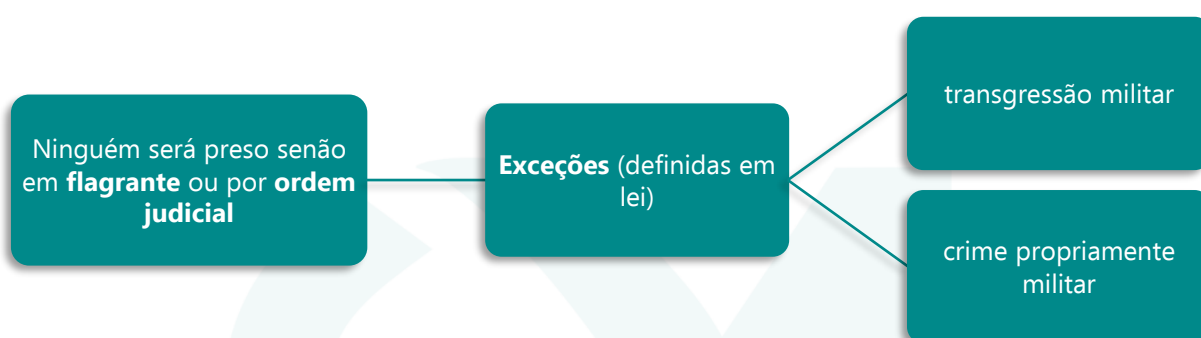 Ninguém será preso senão
em flagrante ou por ordem
judicial
Exceções (definidas em
lei)
transgressão militar
crime propriamente
militar